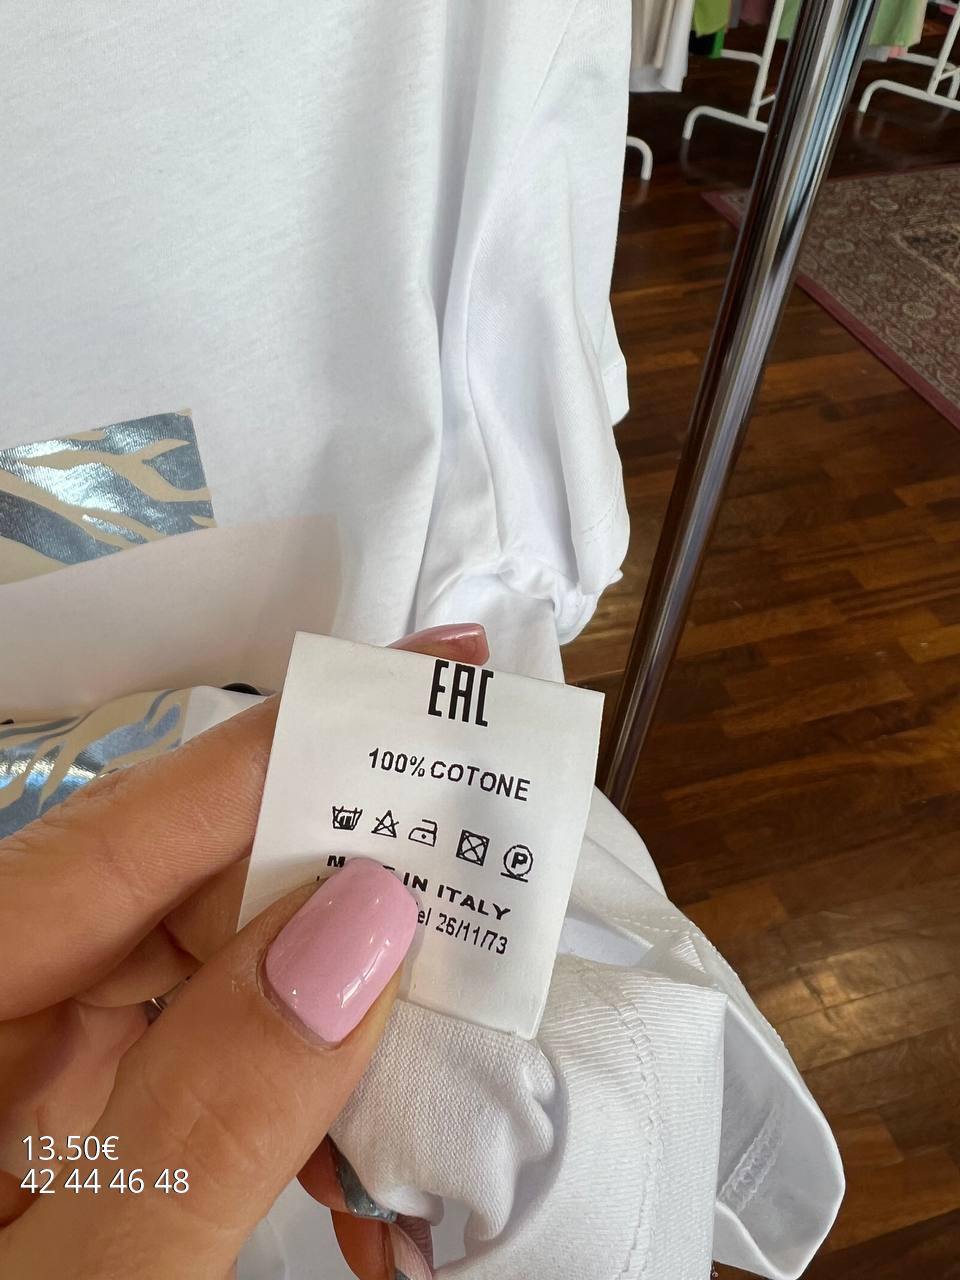 EAC
100% COTONE
P
IN ITALY
26/11/73
13.50€
42 44 46 48